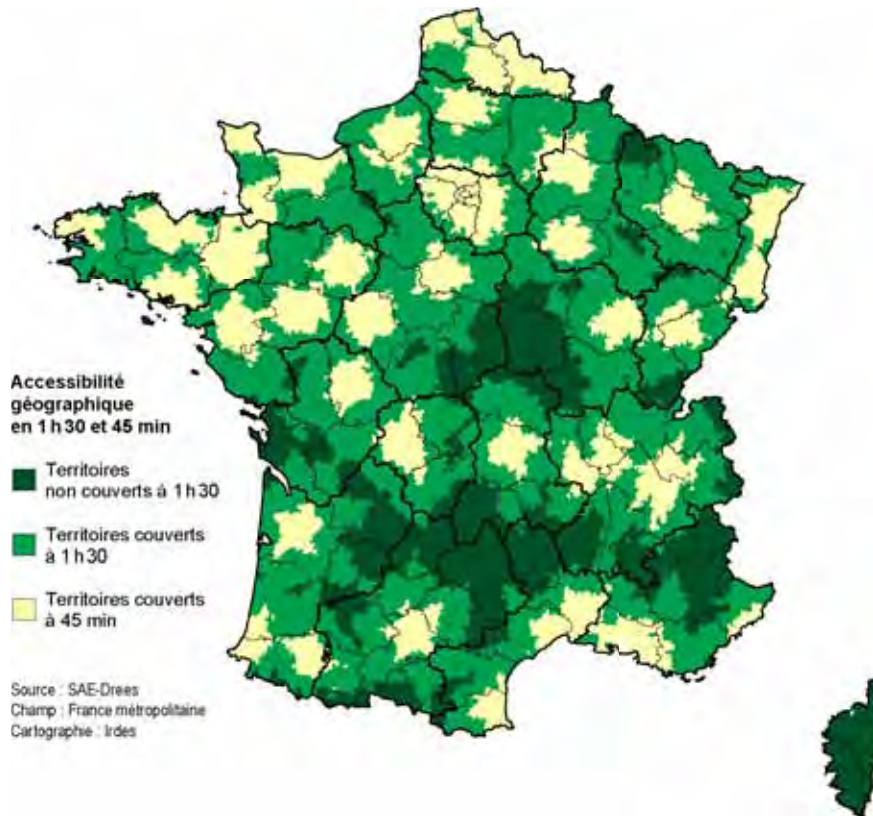 Accessibilité
géographique
en 1 h 30 et 45 min
Territoires
non couverts à 1 h 30
Territoires couverts
à 1 h 30
Territoires couverts
à 45 min
Source : SAE-Drees
Champ : France métropolitaine
Cartographie : Irdes